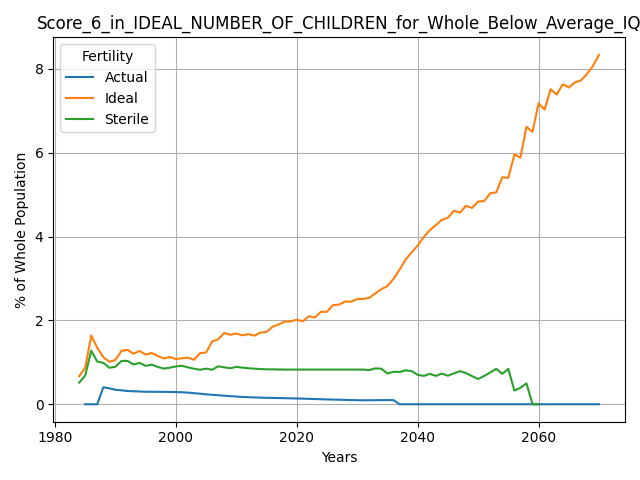 Score_6_in_IDEAL_NUMBER_OF_CHILDREN_for_Whole_Below_Average_IQ
Fertility
Actual
Ideal
Sterile
% of Whole Population
8
6
4
2
0
1980 2000 2020 2040 2060
Years